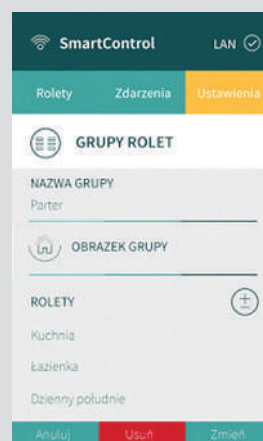 SmartControl LAN
Rolety Zdarzenia Ustawienia
GRUPY ROLET
NAZWA GRUPY
Parter
OBRAZEK GRUPY
ROLETY
Kuchnia
Łazienka
Dzienny południe
Anuluj Usuń Zmień